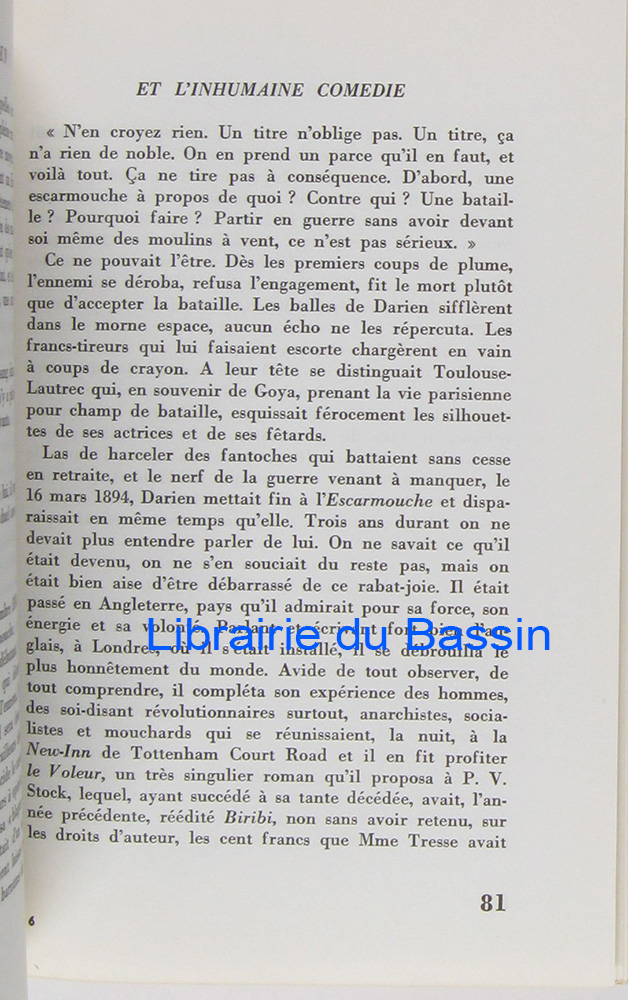 ET L'INHUMAINE COMEDIE
« N'en croyez rien. Un titre n'oblige pas. Un titre, ça
n'a rien de noble. On en prend un parce qu'il en faut, et
voilà tout. Ça ne tire pas à conséquence. D'abord, une
escarmouche à propos de quoi ? Contre qui ? Une batail-
le ? Pourquoi faire ? Partir en guerre sans avoir devant
soi même des moulins à vent, ce n'est pas sérieux. »
Ce ne pouvait l'être. Dès les premiers coups de plume,
l'ennemi se déroba, refusa l'engagement, fit le mort plutôt
que d'accepter la bataille. Les balles de Darien sifflèrent
dans le morne espace, aucun écho ne les répercuta. Les
francs-tireurs qui lui faisaient escorte chargèrent en vain
à coups de crayon. A leur tête se distinguait Toulouse-
Lautrec qui, en souvenir de Goya, prenant la vie parisienne
pour champ de bataille, esquissait férocement les silhouet-
tes de ses actrices et de ses fêtards.
Las de harceler des fantoches qui battaient sans cesse
en retraite, et le nerf de la guerre venant à manquer, le
16 mars 1894, Darien mettait fin à l'Escarmouche et dispa-
raissait en même temps qu'elle. Trois ans durant on ne
devait plus entendre parler de lui. On ne savait ce qu'il
était devenu, on ne s'en souciait du reste pas, mais on
était bien aise d'être débarrassé de ce rabat-joie. Il était
passé en Angleterre, pays qu'il admirait pour sa force, son
énergie et sa volonté. Parlant et écrivant fort bien l'an-
glais, à Londres, où il s'était installé, il se débrouilla le
Librairie du Bassin
plus honnêtement du monde. Avide de tout observer, de
tout comprendre, il compléta son expérience des hommes,
des soi-disant révolutionnaires surtout, anarchistes, socia-
listes et mouchards qui se réunissaient, la nuit, à la
New-Inn de Tottenham Court Road et il en fit profiter
le Voleur, un très singulier roman qu'il proposa à P. V.
Stock, lequel, ayant succédé à sa tante décédée, avait, l'an-
née précédente, réédité Biribi, non sans avoir retenu, sur
les droits d'auteur, les cent francs que Mme Tresse avait
81
6